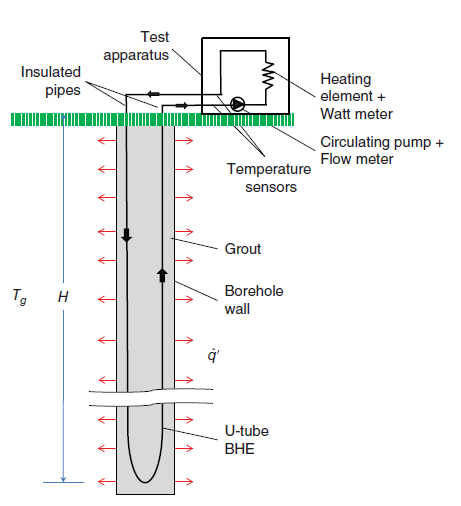 Test
apparatus
Insulated
pipes
Heating
element +
Watt meter
Circulating pump +
Flow meter
Temperature
sensors
Grout
Borehole
wall
Tg
H
q̇′
U-tube
BHE